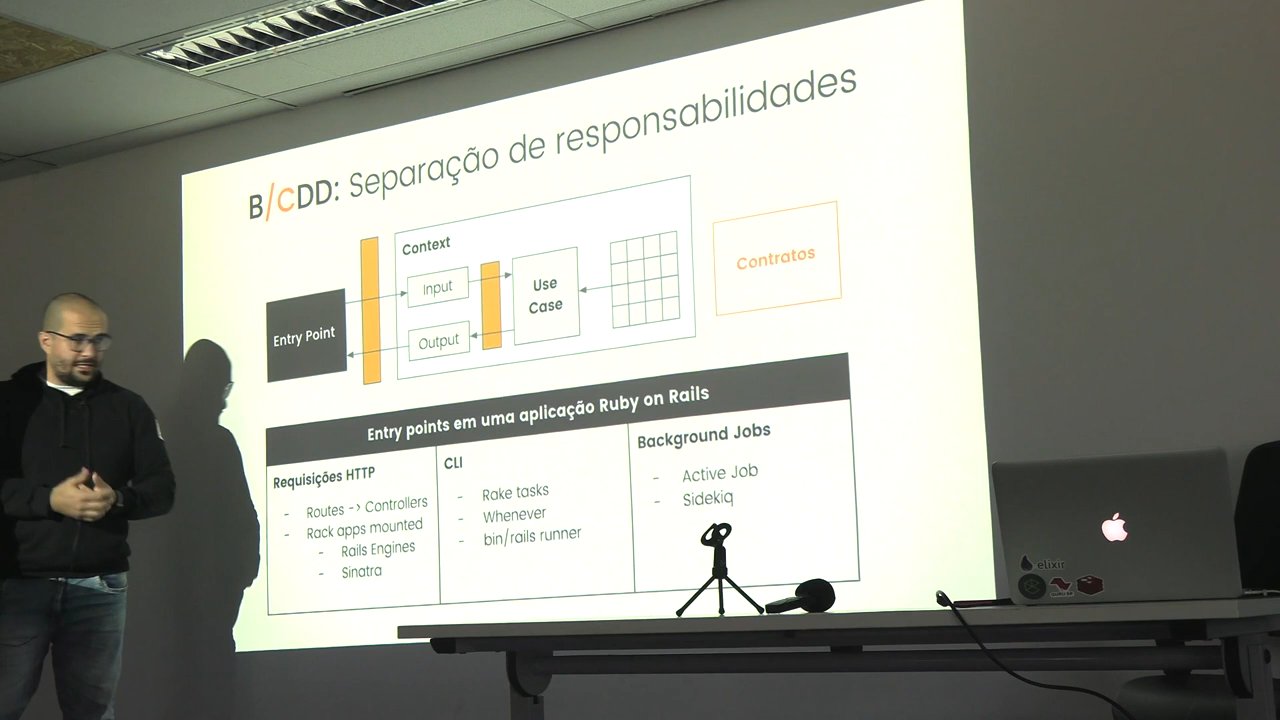 B/CDD: Separação de responsabilidades
Context
Input
Output
Use
Case
Entry Point
Contratos
Entry points em uma aplicação Ruby on Rails
Requisições HTTP
- Routes -> Controllers
- Rack apps mounted
- Rails Engines
- Sinatra
CLI
- Rake tasks
- Whenever
- bin/rails runner
Background Jobs
- Active Job
- Sidekiq
elixir